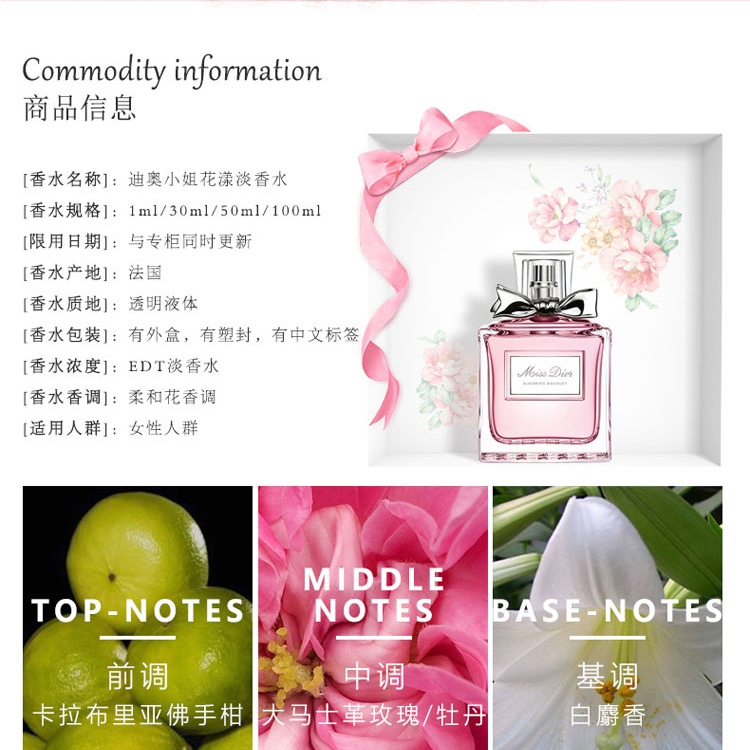 Commodity information
商品信息
[香水名称]：迪奥小姐花漾淡香水
[香水规格]：1ml/30ml/50ml/100ml
[限用日期]：与专柜同时更新
[香水产地]：法国
[香水质地]：透明液体
[香水包装]：有外盒，有塑封，有中文标签
[香水浓度]：EDT淡香水
[香水香调]：柔和花香调
[适用人群]：女性人群
Miss Dior
BLOOMING BOUQUET
TOP-NOTES
前调
卡拉布里亚佛手柑
MIDDLE
NOTES
中调
大马士革玫瑰/牡丹
BASE-NOTES
基调
白麝香